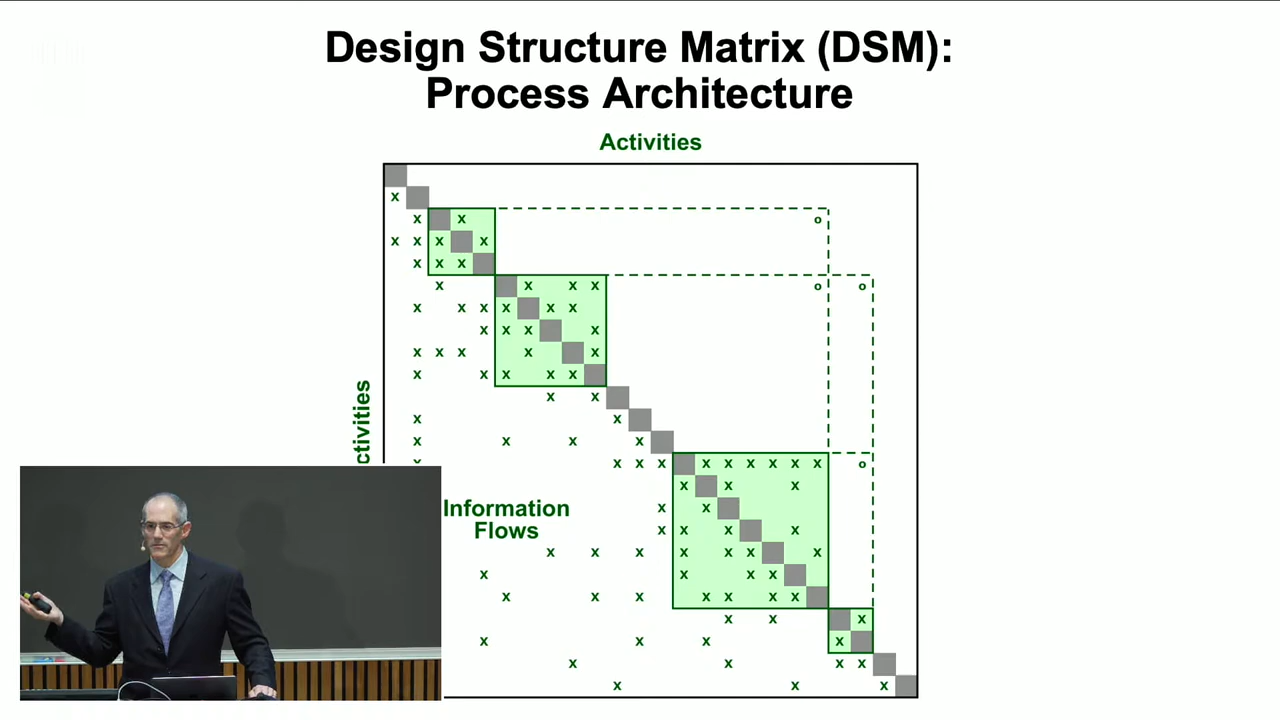 Design Structure Matrix (DSM):
Process Architecture
Activities
x
x x o
x x x x
x x x
x x x x o o
x x x x x x
x x x x
x x x x x
x x x x x
x x
x x
x x x x
x x x x x x x x x x o
x x
ctivities
Information
Flows
x x
x x x x
x x x x x x x
x x x x
x x x x x x x
x x x
x x x x
x x x x
x x x